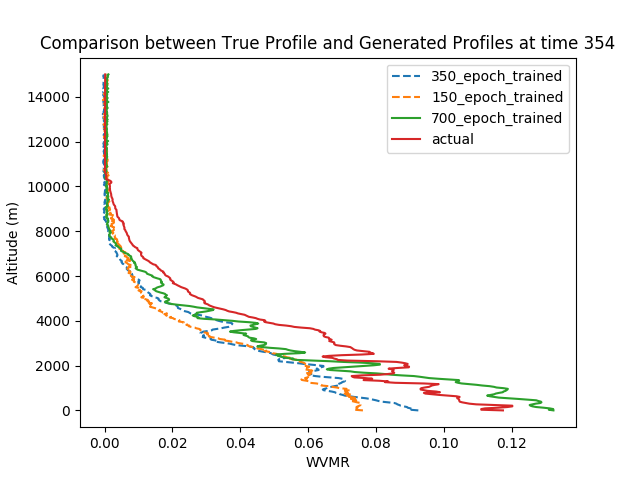 Comparison between True Profile and Generated Profiles at time 354
350_epoch_trained
150_epoch_trained
700_epoch_trained
actual
Altitude (m)
14000
12000
10000
8000
6000
4000
2000
0
0.00 0.02 0.04 0.06 0.08 0.10 0.12
WVMR